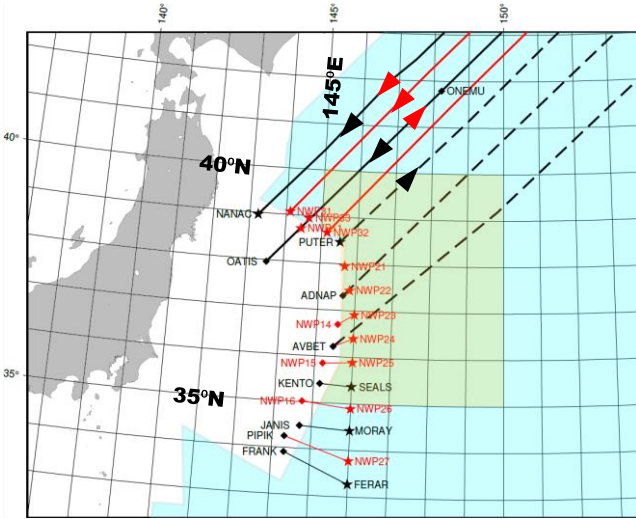 140°
145°
150°
145°E
ONEMU
40°
40°N
NANAC
NWP31
NWP33
NWP32
PUTER
OATIS
NWP21
ADNAP
NWP22
NWP23
NWP14
AVBET
NWP24
NWP15
NWP25
35°
35°N
KENTO
SEALS
NWP16
NWP26
JANIS
MORAY
PIPIK
FRANK
NWP27
FERAR